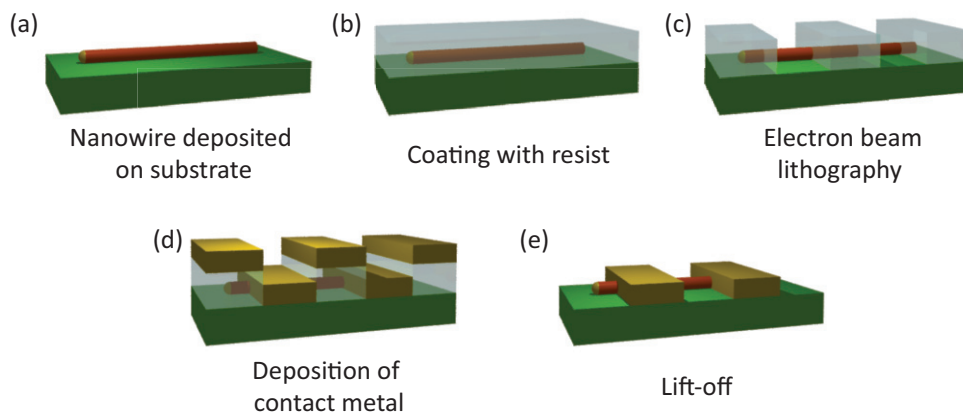 (a)
(b)
(c)
Nanowire deposited
on substrate
Coating with resist
Electron beam
lithography
(d)
(e)
Deposition of
contact metal
Lift-off